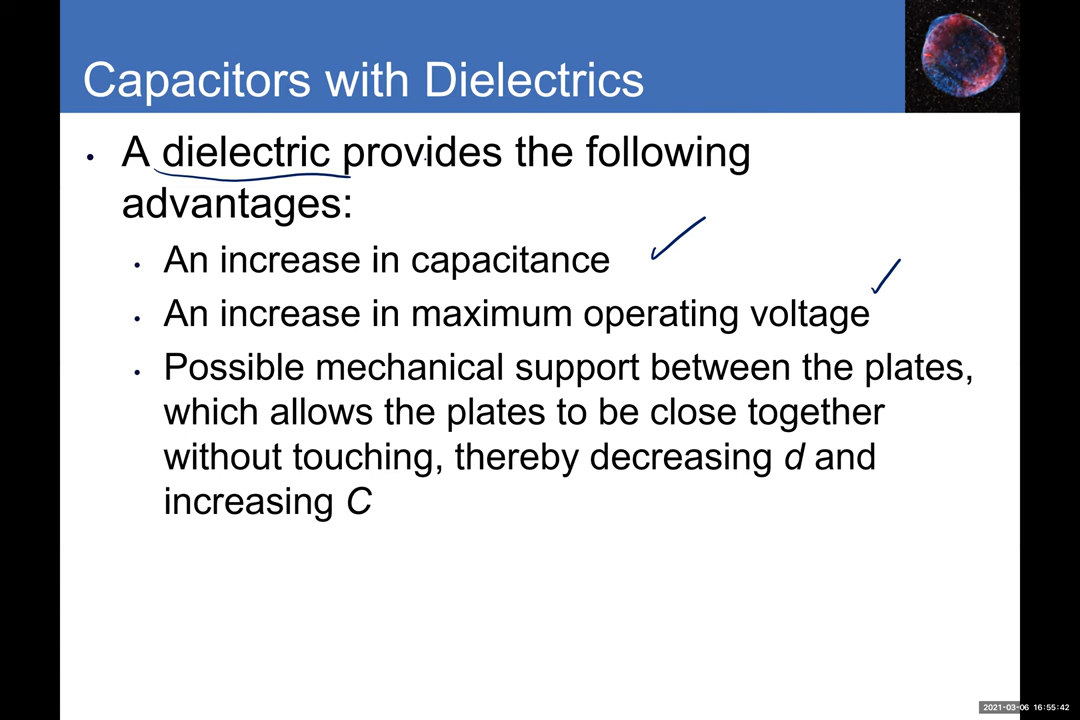 Capacitors with Dielectrics
• A dielectric provides the following
advantages:
• An increase in capacitance
• An increase in maximum operating voltage
• Possible mechanical support between the plates,
which allows the plates to be close together
without touching, thereby decreasing d and
increasing C
2021-03-06 16:55:42